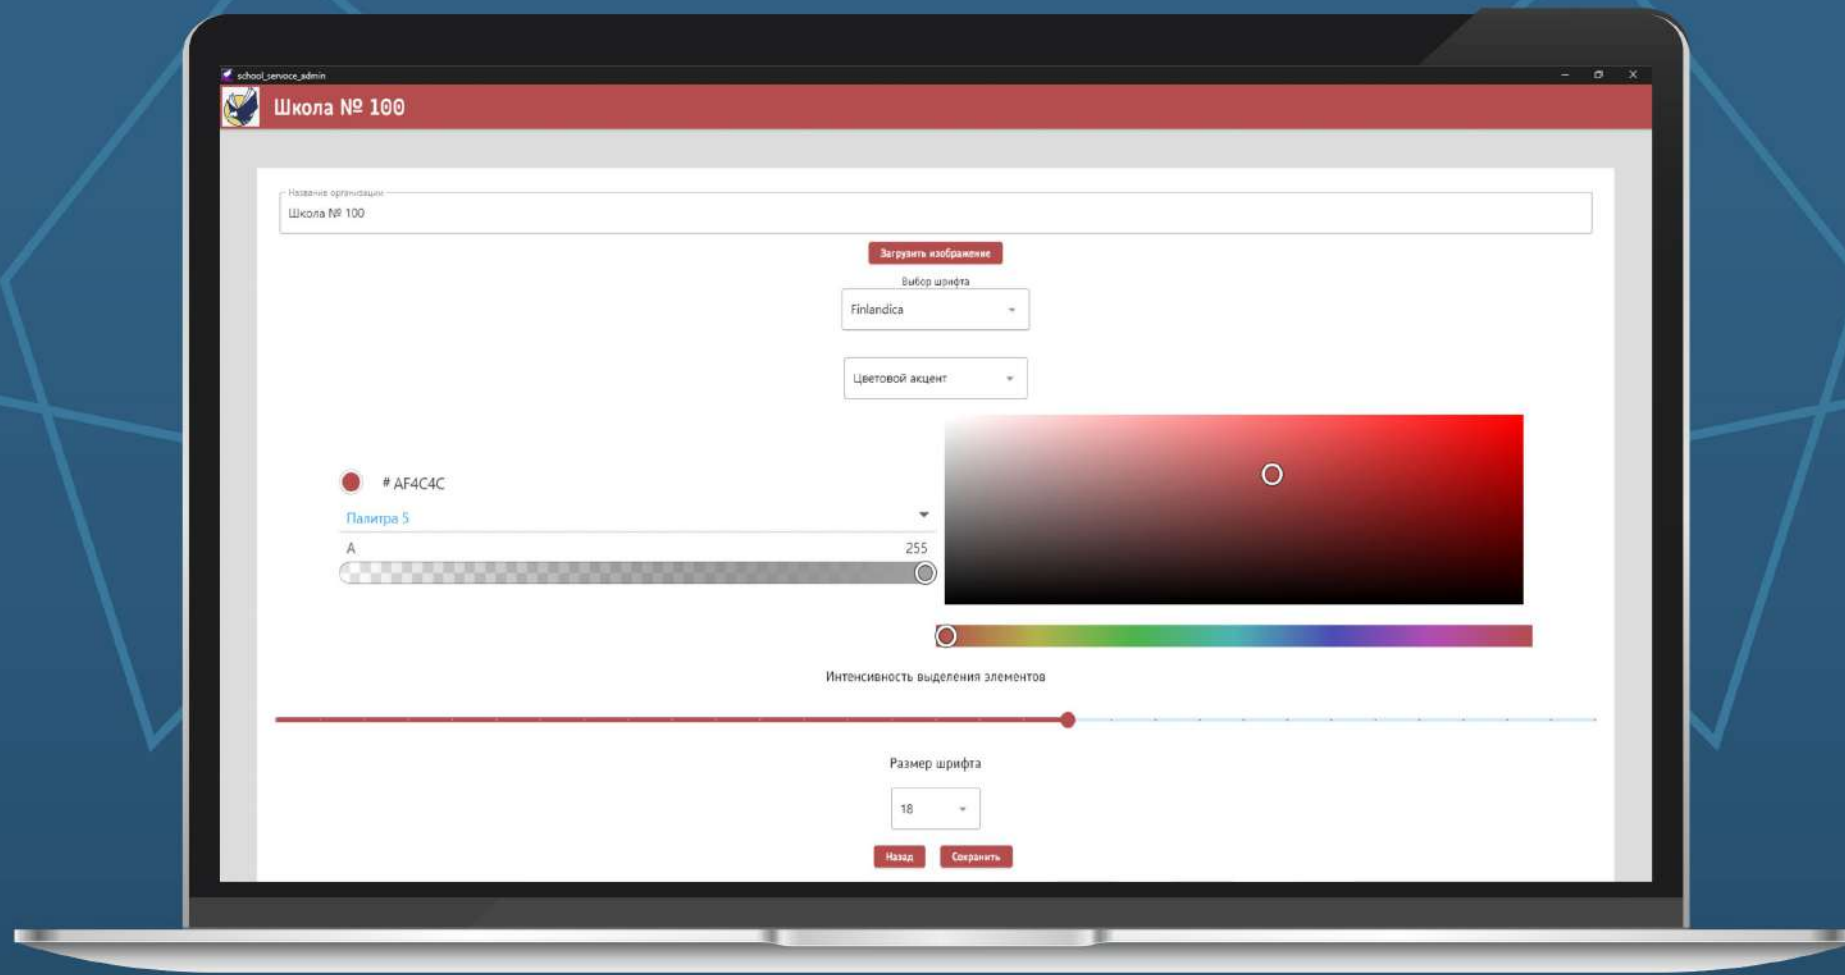 school_servoce_admin
Школа № 100
Название организации
Школа № 100
Загрузить изображение
Выбор шрифта
Finlandica
Цветовой акцент
# AF4C4C
Палитра 5
A 255
Интенсивность выделения элементов
Размер шрифта
18
Назад Сохранить